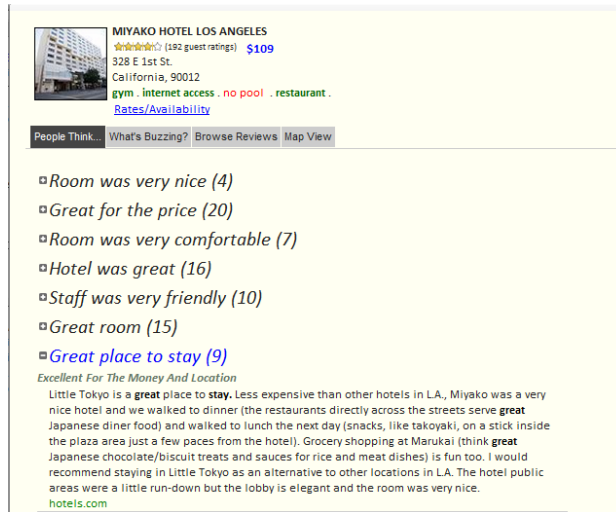 MIYAKO HOTEL LOS ANGELES
(192 guest ratings) $109
328 E 1st St.
California, 90012
gym . internet access . no pool . restaurant .
Rates/Availability
People Think... What's Buzzing? Browse Reviews Map View
Room was very nice (4)
Great for the price (20)
Room was very comfortable (7)
Hotel was great (16)
Staff was very friendly (10)
Great room (15)
Great place to stay (9)
Excellent For The Money And Location
Little Tokyo is a great place to stay. Less expensive than other hotels in L.A., Miyako was a very
nice hotel and we walked to dinner (the restaurants directly across the streets serve great
Japanese diner food) and walked to lunch the next day (snacks, like takoyaki, on a stick inside
the plaza area just a few paces from the hotel). Grocery shopping at Marukai (think great
Japanese chocolate/biscuit treats and sauces for rice and meat dishes) is fun too. I would
recommend staying in Little Tokyo as an alternative to other locations in L.A. The hotel public
areas were a little run-down but the lobby is elegant and the room was very nice.
hotels.com